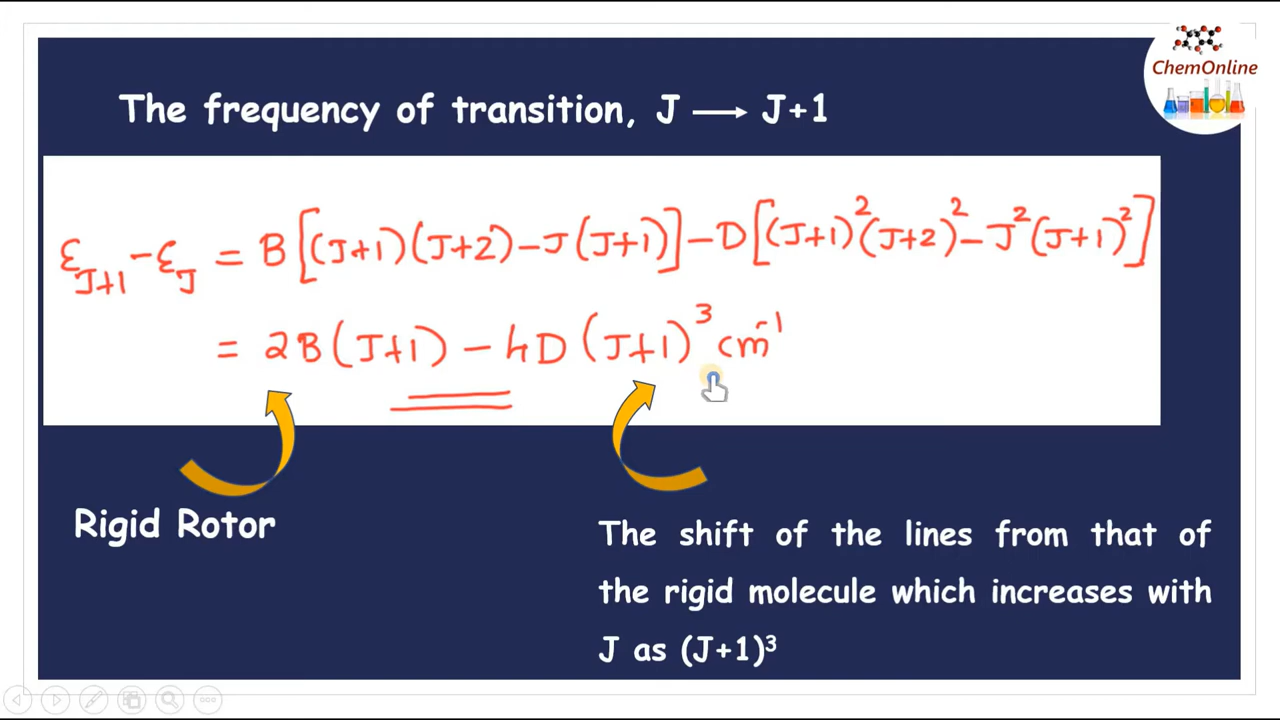 ChemOnline
The frequency of transition, J → J+1
ε_{J+1} - ε_J = B[(J+1)(J+2) - J(J+1)] - D[(J+1)²(J+2)² - J²(J+1)²]
= 2B(J+1) - 4D(J+1)³ cm⁻¹
Rigid Rotor
The shift of the lines from that of
the rigid molecule which increases with
J as (J+1)³